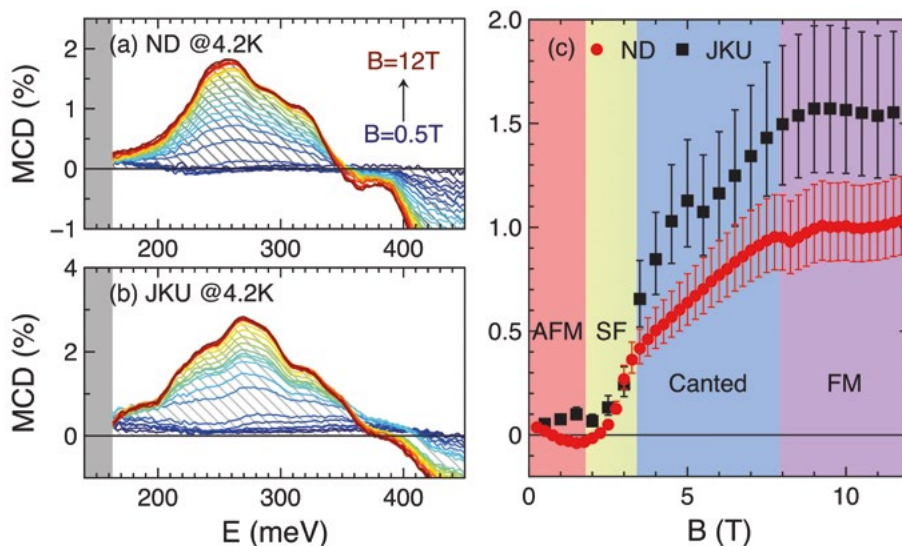 (a) ND @4.2K
B=12T
B=0.5T
MCD (%)
2
1
0
−1
200
300
400
(b) JKU @4.2K
MCD (%)
4
2
0
200
300
400
E (meV)
(c)
ND
JKU
2.0
1.5
1.0
0.5
0
AFM
SF
Canted
FM
0
5
10
B (T)